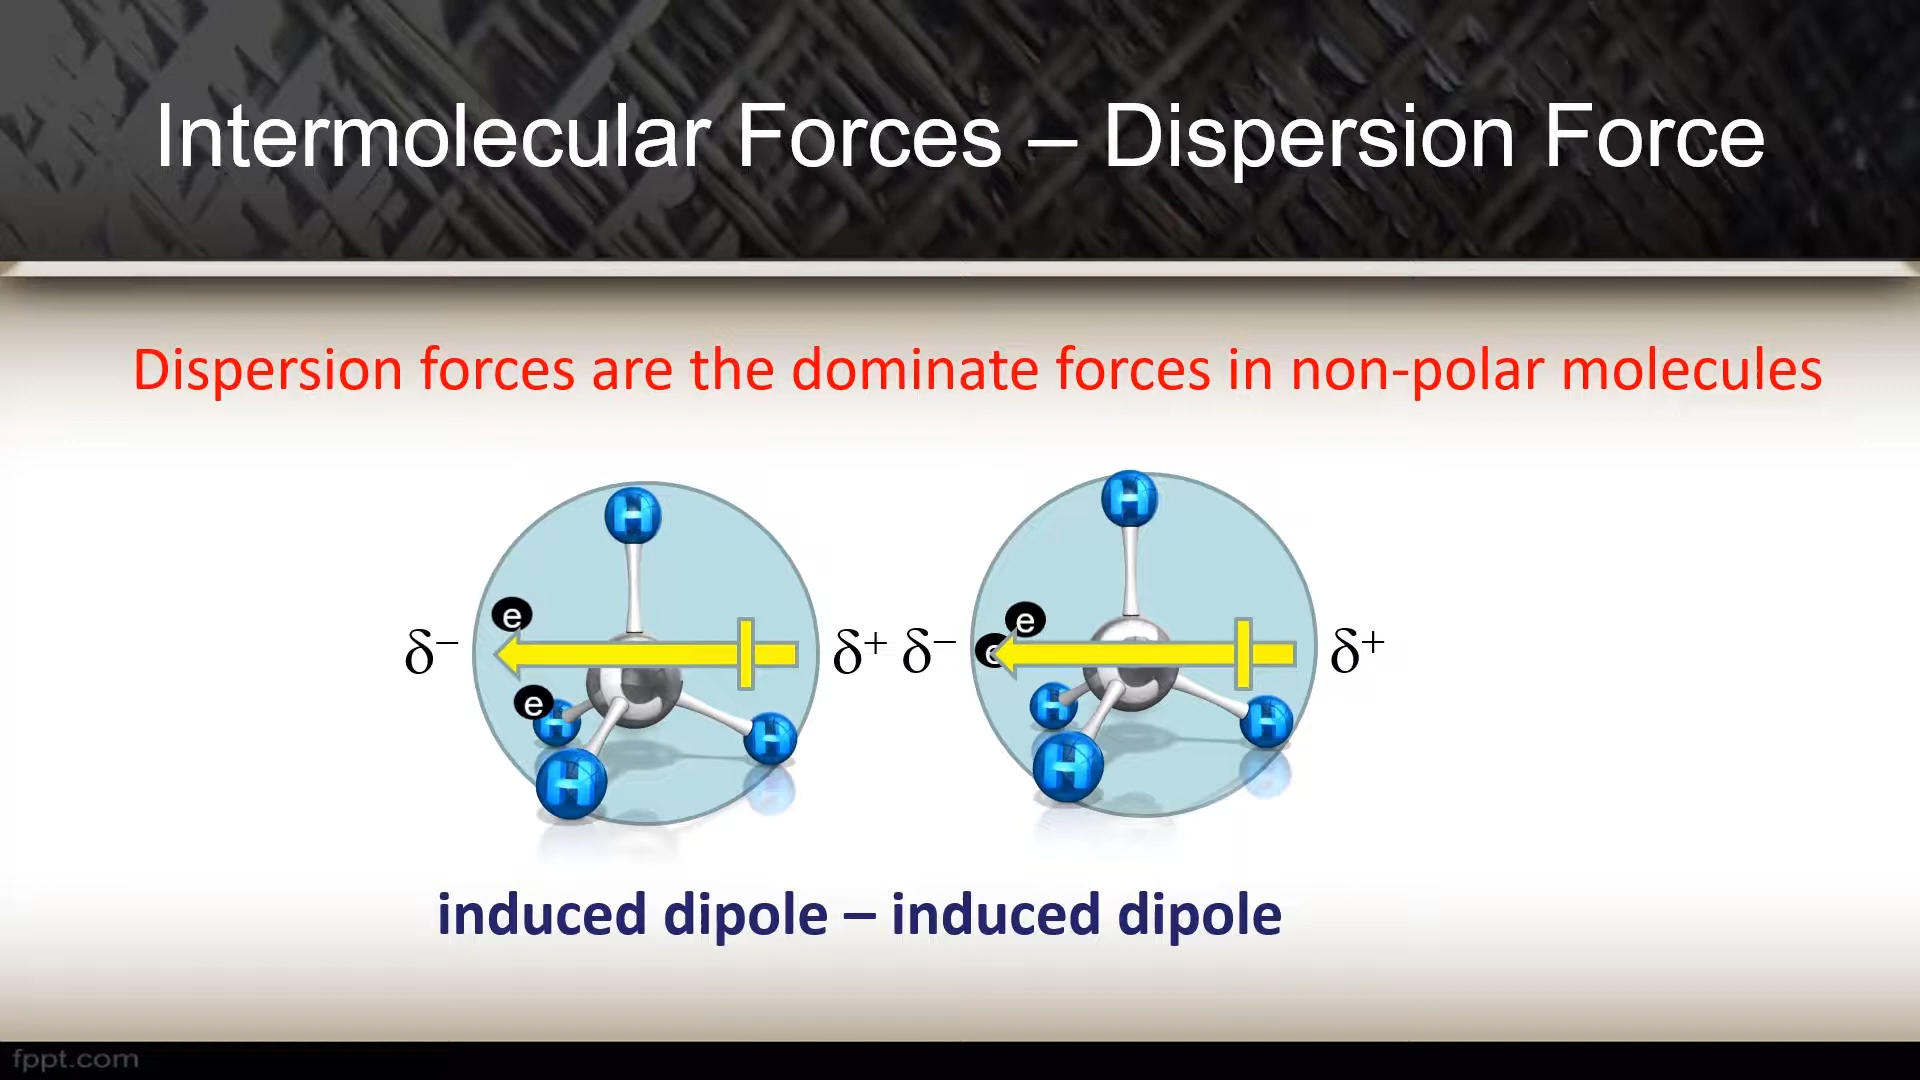 Intermolecular Forces – Dispersion Force
Dispersion forces are the dominate forces in non-polar molecules
H H
e e
δ⁻ δ⁺ δ⁻ e δ⁺
e H H H H
H H
induced dipole – induced dipole
fppt.com